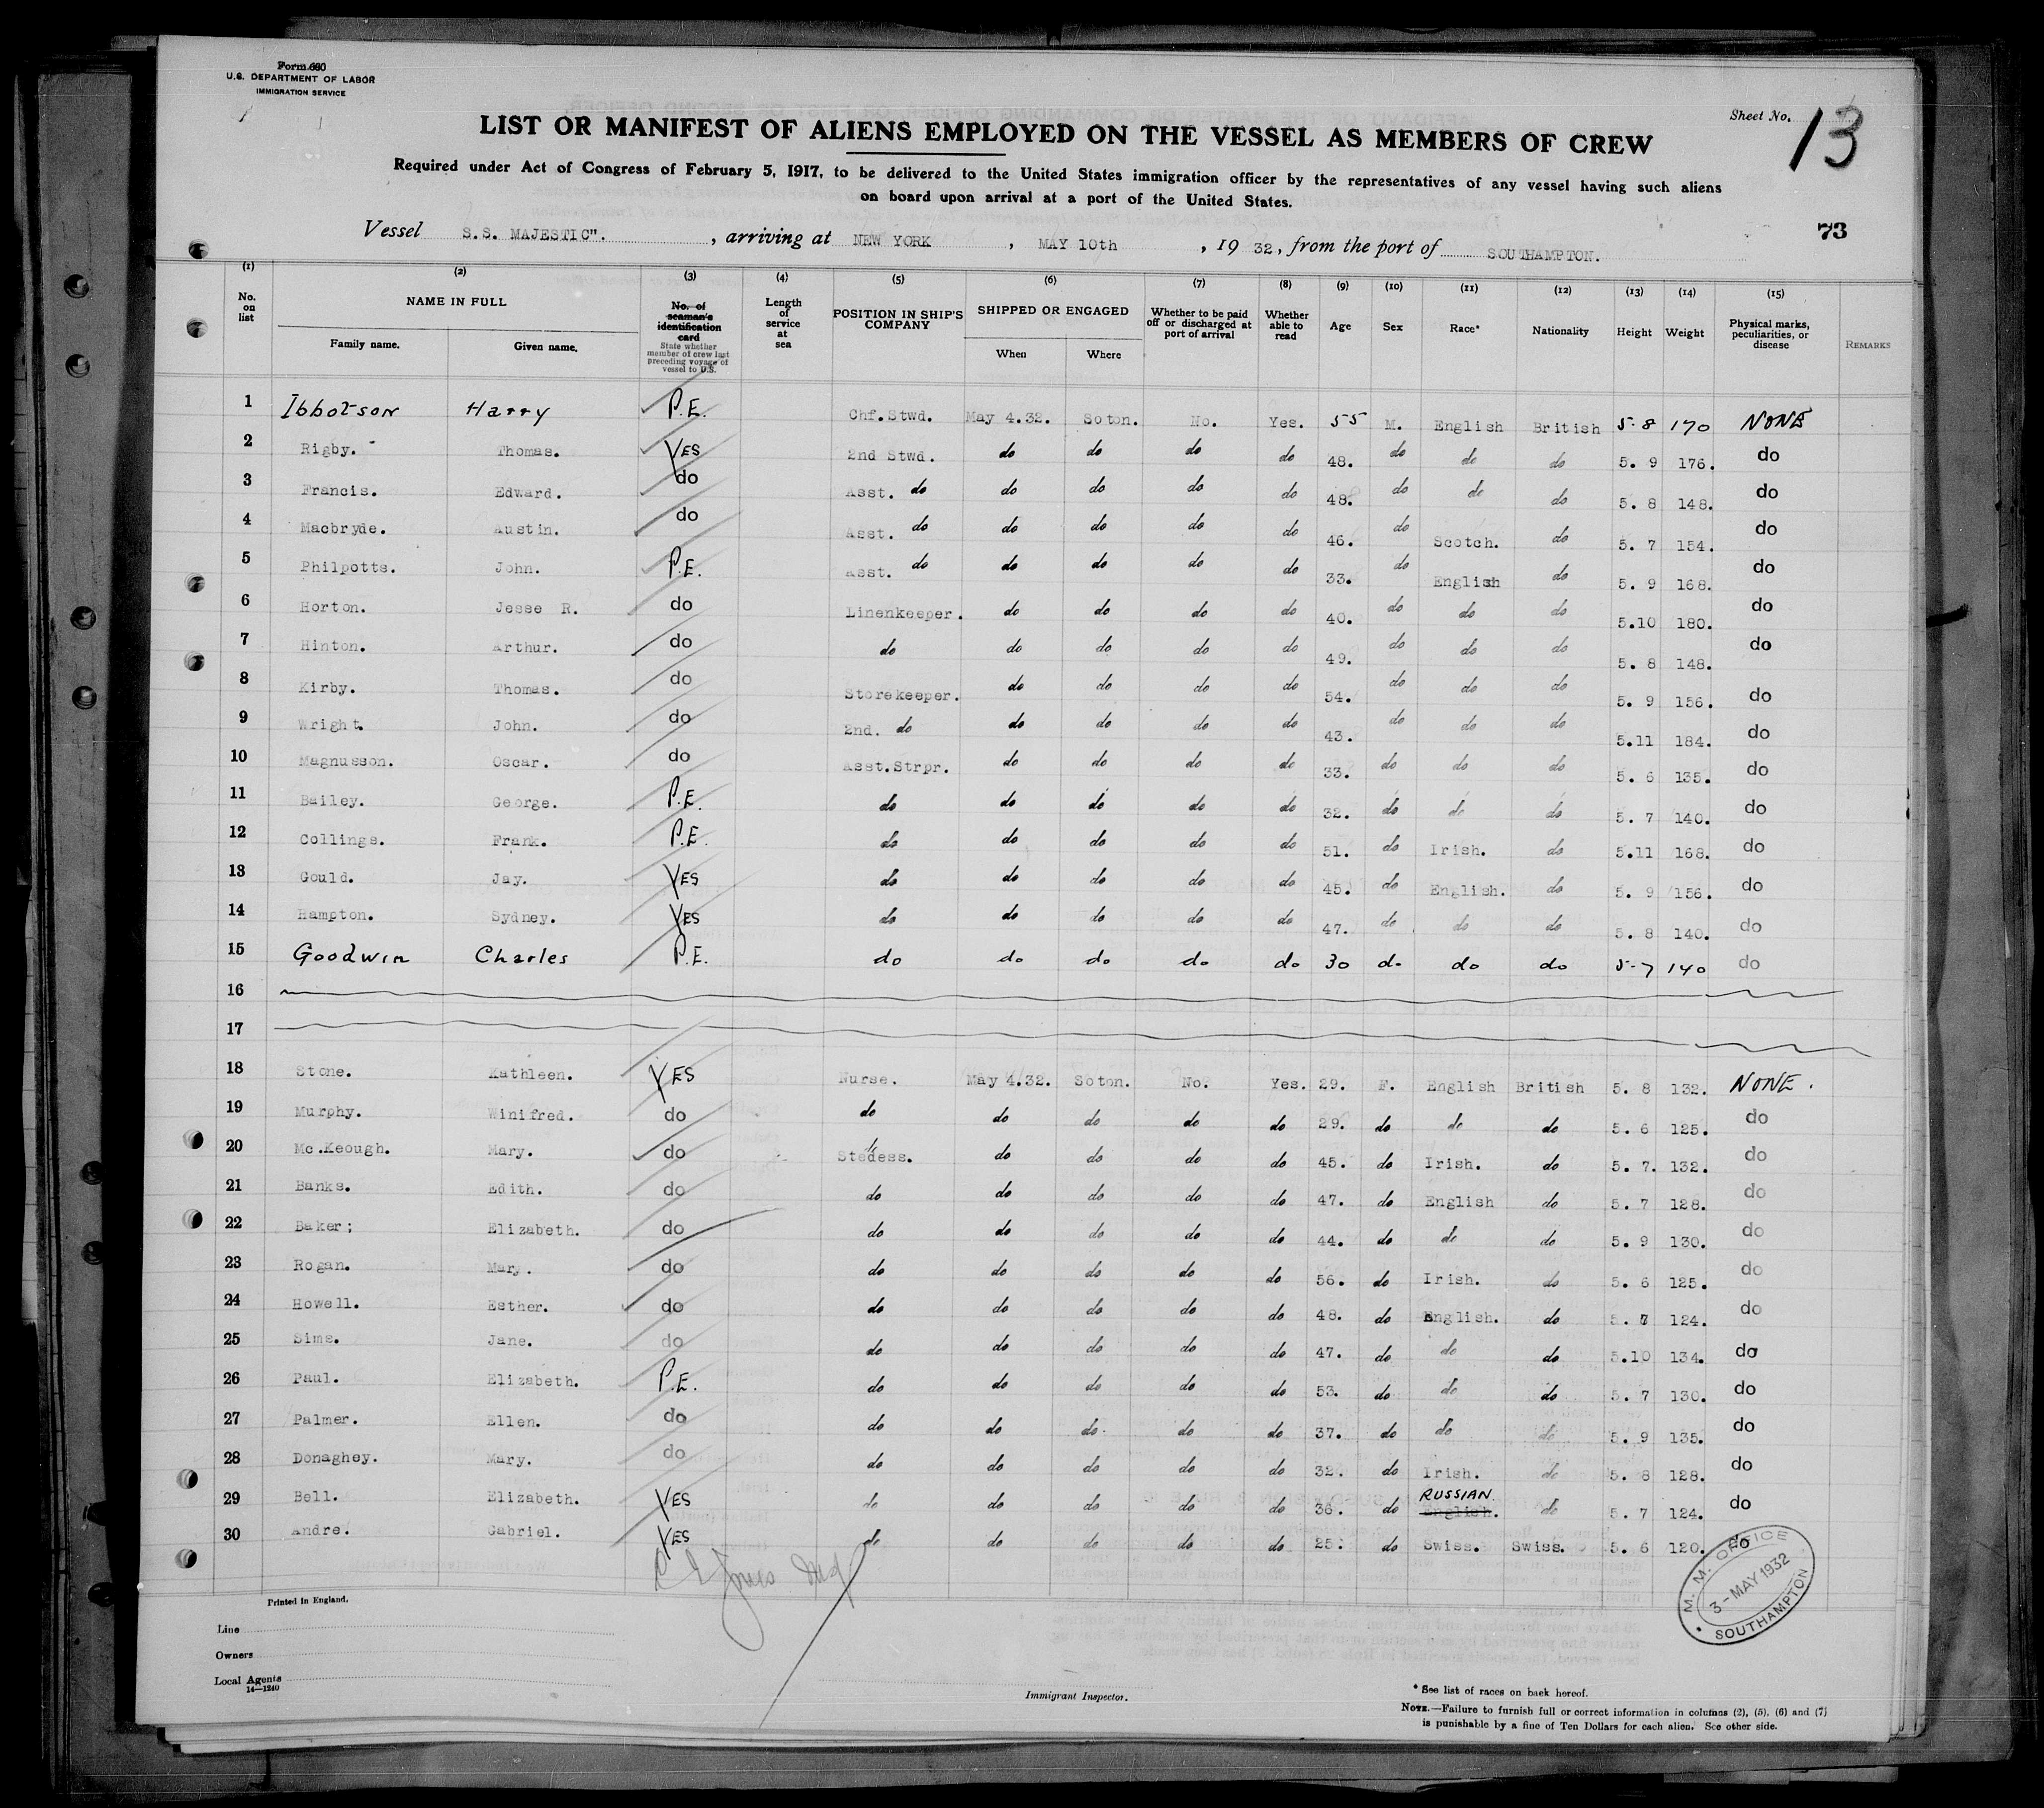 Form 680
U.S. DEPARTMENT OF LABOR
IMMIGRATION SERVICE
Sheet No. 13
LIST OR MANIFEST OF ALIENS EMPLOYED ON THE VESSEL AS MEMBERS OF CREW
Required under Act of Congress of February 5, 1917, to be delivered to the United States immigration officer by the representatives of any vessel having such aliens
on board upon arrival at a port of the United States.
73
Vessel S.S. MAJESTIC". , arriving at NEW YORK , MAY 10th , 19 32, from the port of SOUTHAMPTON.
(1) (2) (3) (4) (5) (6) (7) (8) (9) (10) (11) (12) (13) (14) (15)
No. on list NAME IN FULL Family name. Given name. No. of seaman's identification card State whether member of crew last preceding voyage of vessel to U.S. Length of service at sea POSITION IN SHIP'S COMPANY SHIPPED OR ENGAGED When Where Whether to be paid off or discharged at port of arrival Whether able to read Age Sex Race* Nationality Height Weight Physical marks, peculiarities, or disease REMARKS
1 Ibbotson Harry P.E. Chf.Stwd. May 4.32. Soton. No. Yes. 55 M. English British 5-8 170 NONE
2 Rigby. Thomas. YES 2nd Stwd. do do do do 48. do do do 5. 9 176. do
3 Francis. Edward. do Asst. do do do do do 48. do do do 5. 8 148. do
4 Macbryde. Austin. do Asst. do do do do do 46. do Scotch. do 5. 7 154. do
5 Philpotts. John. P.E. Asst. do do do do do 33. do English do 5. 9 168. do
6 Horton. Jesse R. do Linenkeeper. do do do do 40. do do do 5.10 180. do
7 Hinton. Arthur. do do do do do do 49. do do do 5. 8 148. do
8 Kirby. Thomas. do Storekeeper. do do do do 54. do do do 5. 9 156. do
9 Wright. John. do 2nd. do do do do do 43. do do do 5.11 184. do
10 Magnusson. Oscar. do Asst.Strpr. do do do do 33. do do do 5. 6 135. do
11 Bailey. George. P.E. do do do do do 32. do do do 5. 7 140. do
12 Collings. Frank. P.E. do do do do do 51. do Irish. do 5.11 168. do
13 Gould. Jay. YES do do do do do 45. do English. do 5. 9 156. do
14 Hampton. Sydney. YES do do do do do 47. do do do 5. 8 140. do
15 Goodwin Charles P.E. do do do do do 30 do do do 5-7 140 do
16
17
18 Stone. Kathleen. YES Nurse. May 4.32. Soton. No. Yes. 29. F. English British 5. 8 132. NONE.
19 Murphy. Winifred. do do do do do do 29. do do do 5. 6 125. do
20 Mc.Keough. Mary. do Stedess. do do do do 45. do Irish. do 5. 7. 132. do
21 Banks. Edith. do do do do do do 47. do English do 5. 7 128. do
22 Baker; Elizabeth. do do do do do do 44. do do do 5. 9 130. do
23 Rogan. Mary. do do do do do do 56. do Irish. do 5. 6 125. do
24 Howell. Esther. do do do do do do 48. do English. do 5. 124. do
25 Sims. Jane. do do do do do do 47. do do do 5.10 134. do
26 Paul. Elizabeth. P.E. do do do do do 53. do do do 5. 7 130. do
27 Palmer. Ellen. do do do do do do 37. do do do 5. 9 135. do
28 Donaghey. Mary. do do do do do do 32. do Irish. do 5. 8 128. do
29 Bell. Elizabeth. YES do do do do do 36. do English. RUSSIAN. do 5. 7 124. do
30 Andre. Gabriel. YES do do do do do 25. do Swiss. Swiss. 5. 6 120. do
M. M. OFFICE
3 - MAY 1932
SOUTHAMPTON
Printed in England.
Line
Owners
Local Agents
14—1240
Immigrant Inspector.
* See list of races on back hereof.
NOTE.—Failure to furnish full or correct information in columns (2), (5), (6) and (7)
is punishable by a fine of Ten Dollars for each alien. See other side.